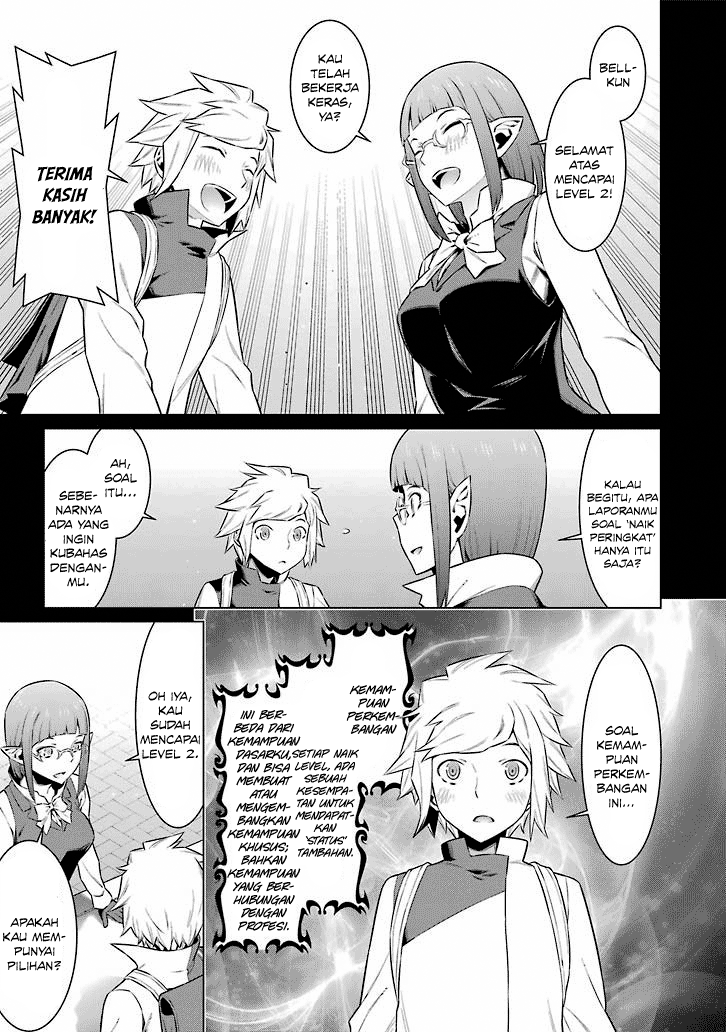 BELL-
KUN
SELAMAT
ATAS
MENCAPAI
LEVEL 2!
KAU
TELAH
BEKERJA
KERAS,
YA?
TERIMA
KASIH
BANYAK!
KALAU
BEGITU, APA
LAPORANMU
SOAL 'NAIK
PERINGKAT'
HANYA ITU
SAJA?
AH,
SOAL
ITU...
SEBE-
NARNYA
ADA YANG
INGIN
KUBAHAS
DENGAN-
MU.
SOAL
KEMAM-
PUAN
PERKEM-
BANGAN
INI...
KEMAM-
PUAN
PERKEM-
BANGAN
SETIAP NAIK
LEVEL, ADA
SEBUAH
KESEMPA-
TAN UNTUK
MENDAPAT-
KAN
'STATUS'
TAMBAHAN.
INI BER-
BEDA DARI
KEMAMPUAN
DASARKU,
DAN BISA
MEMBUAT
ATAU
MENGEM-
BANGKAN
KEMAMPUAN
KHUSUS;
BAHKAN
KEMAMPUAN
YANG BER-
HUBUNGAN
DENGAN
PROFESI.
OH IYA,
KAU
SUDAH
MENCAPAI
LEVEL 2.
APAKAH
KAU MEM-
PUNYAI
PILIHAN?